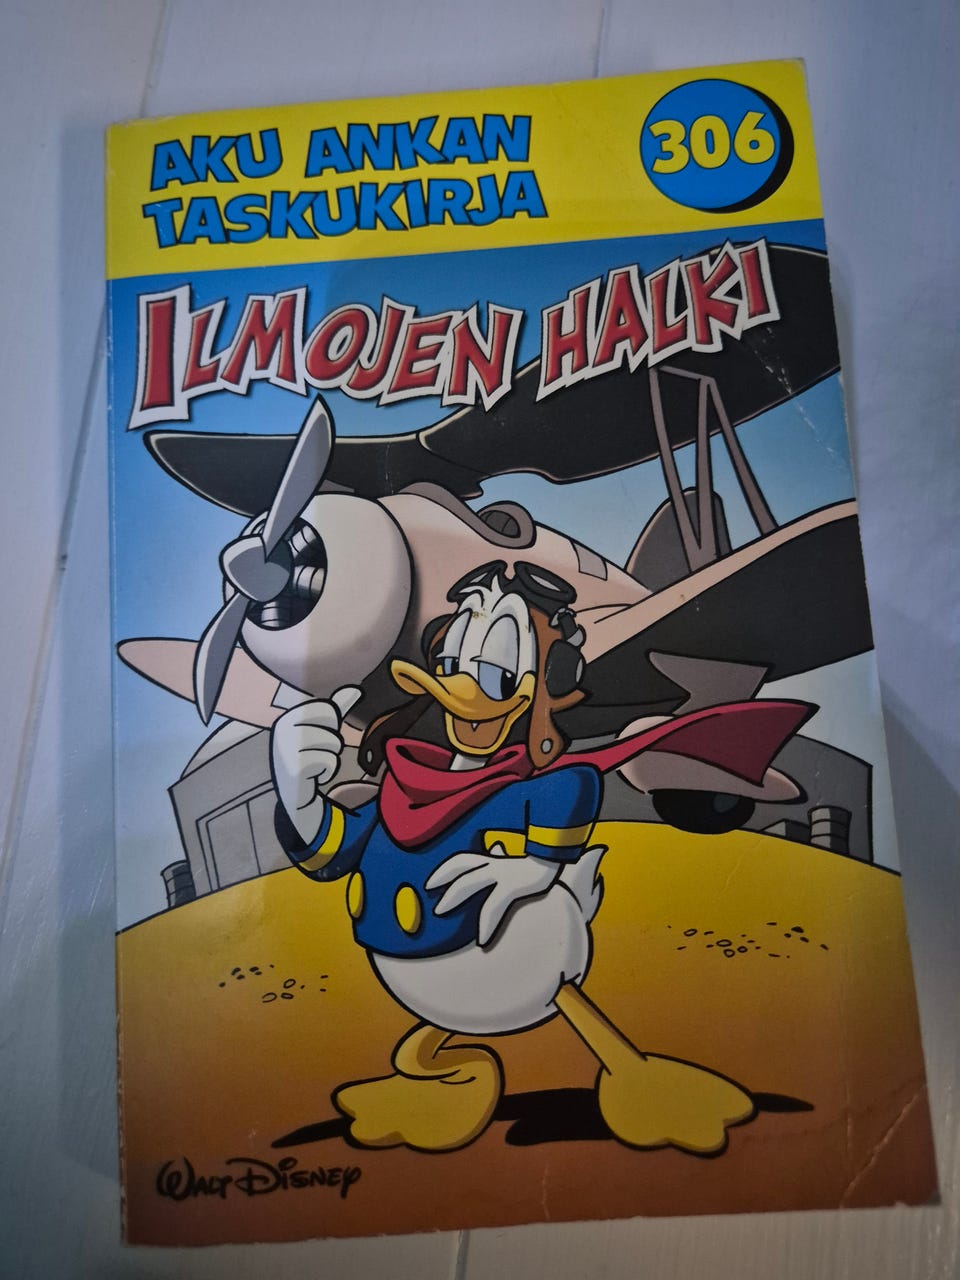 AKU ANKAN
TASKUKIRJA
306
ILMOJEN HALKI
WALT DISNEY